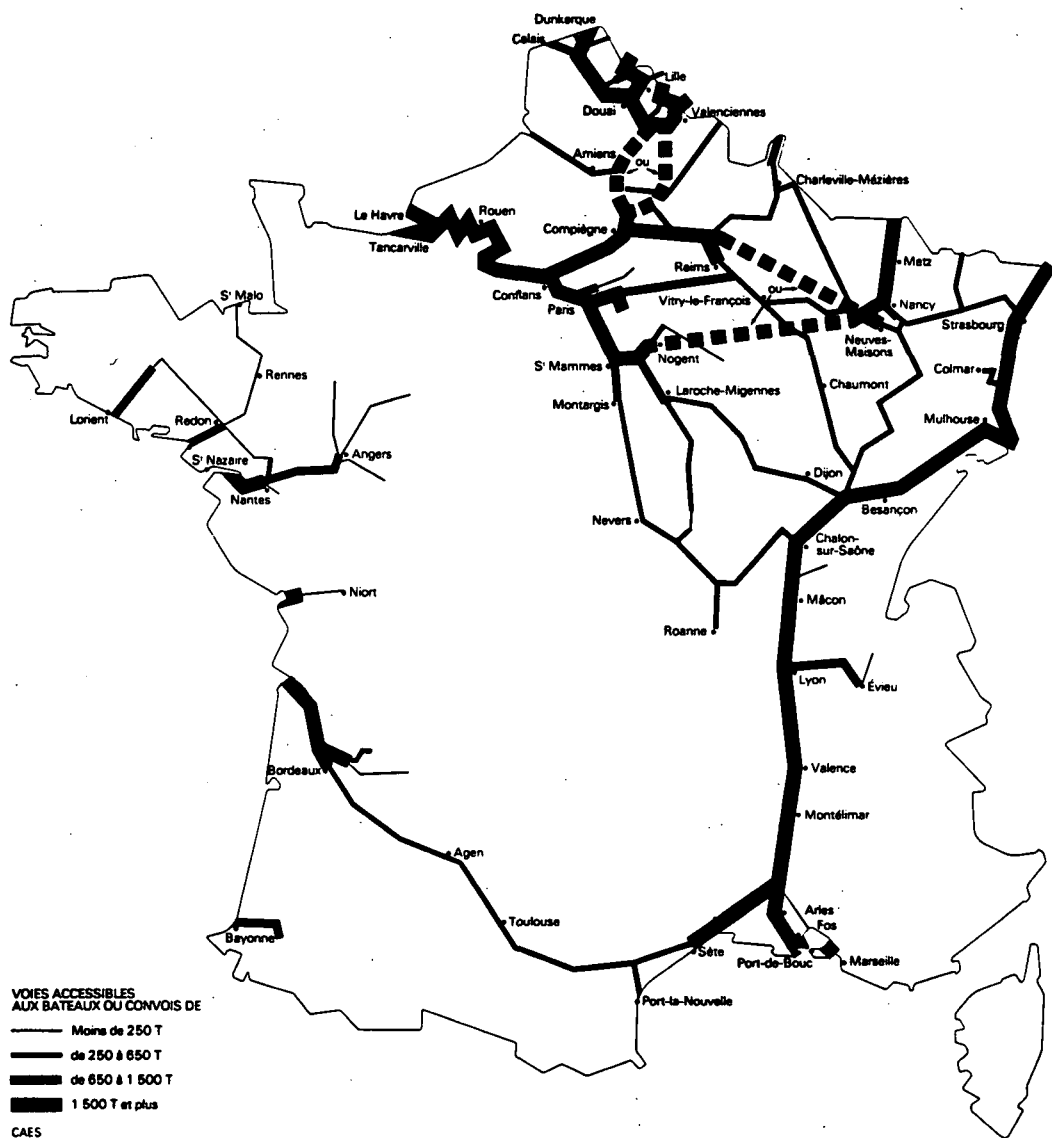 Dunkerque
Calais
Lille
Douai
Valenciennes
Amiens
ou
Charleville-Mézières
Le Havre
Rouen
Tancarville
Compiègne
Reims
Metz
Conflans
Paris
Vitry-le-François
ou
Nancy
Strasbourg
Neuves-
Maisons
Sᵗ Malo
Nogent
Sᵗ Mammes
Colmar
Rennes
Laroche-Migennes
Chaumont
Montargis
Lorient
Redon
Mulhouse
Angers
Sᵗ Nazaire
Dijon
Nantes
Besançon
Nevers
Chalon-
sur-Saône
Niort
Mâcon
Roanne
Lyon
Évieu
Bordeaux
Valence
Montélimar
Agen
Toulouse
Arles
Fos
Bayonne
Sète
Port-de-Bouc
Marseille
Port-la-Nouvelle
VOIES ACCESSIBLES
AUX BATEAUX OU CONVOIS DE
Moins de 250 T
de 250 à 650 T
de 650 à 1 500 T
1 500 T et plus
CAES